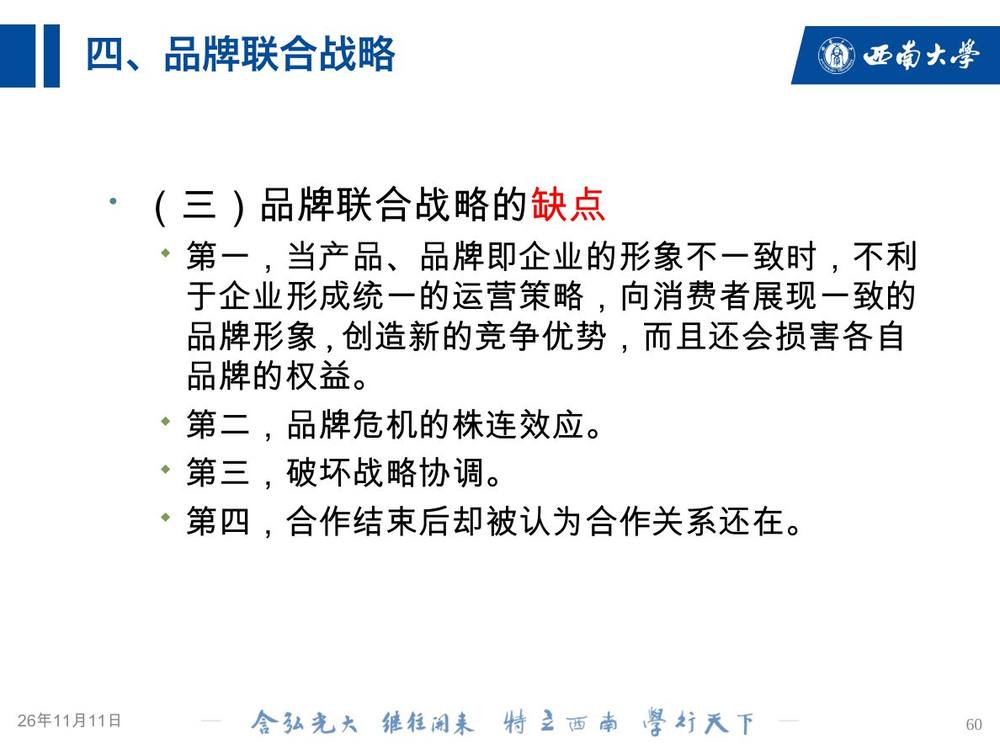 四、品牌联合战略
西南大学
（三）品牌联合战略的缺点
第一，当产品、品牌即企业的形象不一致时，不利
于企业形成统一的运营策略，向消费者展现一致的
品牌形象,创造新的竞争优势，而且还会损害各自
品牌的权益。
第二，品牌危机的株连效应。
第三，破坏战略协调。
第四，合作结束后却被认为合作关系还在。
26年11月11日
含弘光大 继往开来 特立西南 學行天下
60